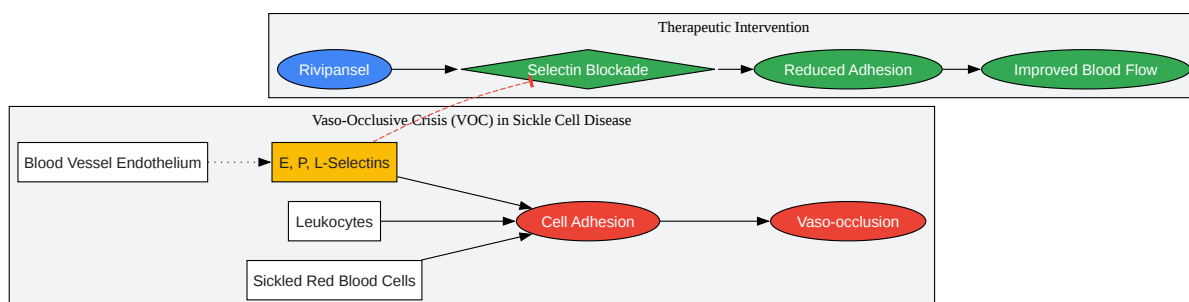 Therapeutic Intervention
Rivipansel
Selectin Blockade
Reduced Adhesion
Improved Blood Flow
Vaso-Occlusive Crisis (VOC) in Sickle Cell Disease
Blood Vessel Endothelium
E, P, L-Selectins
Leukocytes
Cell Adhesion
Vaso-occlusion
Sickled Red Blood Cells